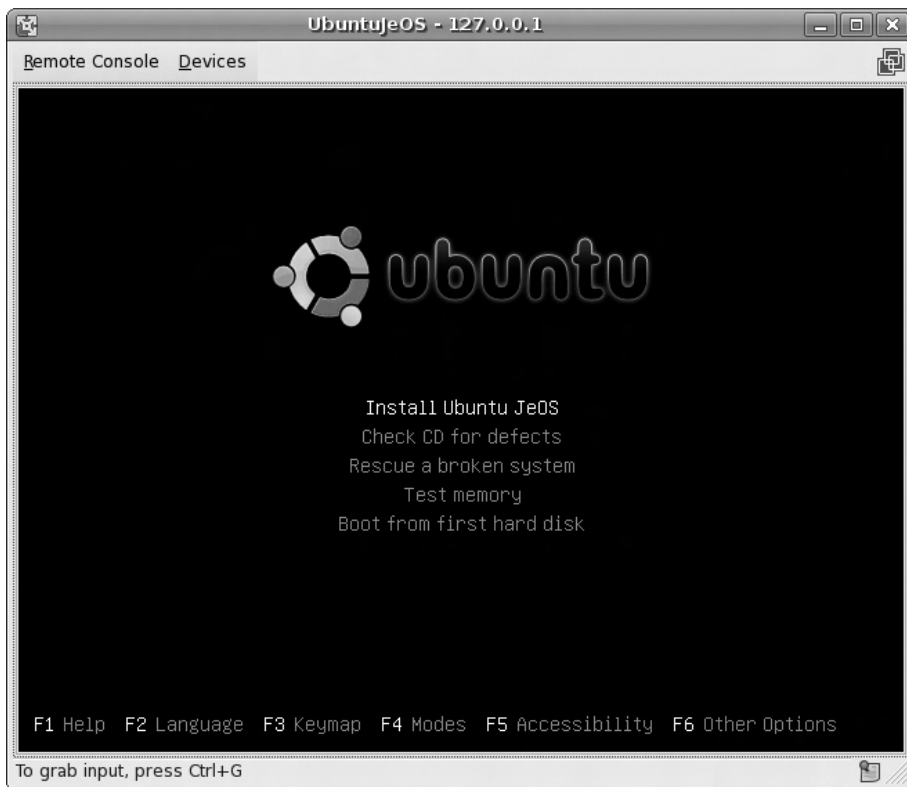 UbuntuJeOS - 127.0.0.1
Remote Console Devices
ubuntu
Install Ubuntu JeOS
Check CD for defects
Rescue a broken system
Test memory
Boot from first hard disk
F1 Help F2 Language F3 Keymap F4 Modes F5 Accessibility F6 Other Options
To grab input, press Ctrl+G